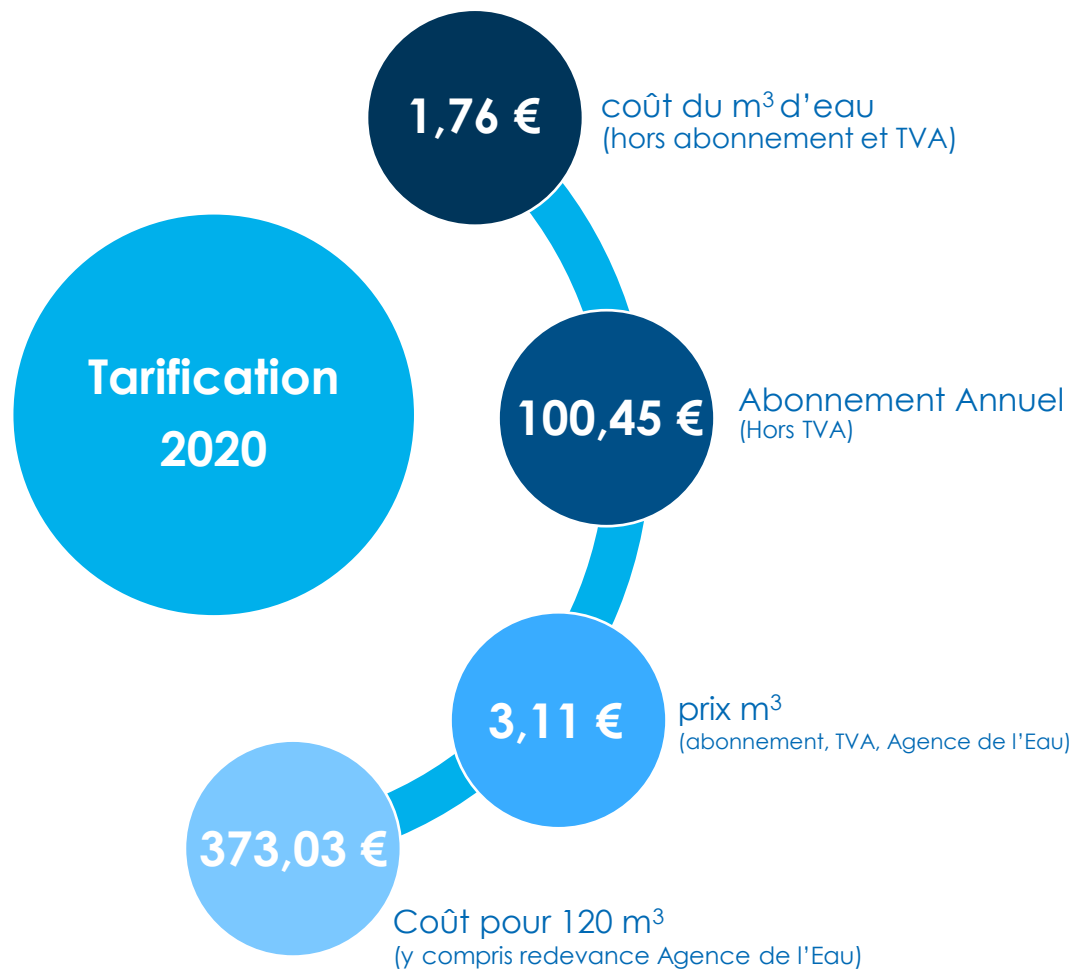 Tarification
2020
1,76 €
coût du m³ d’eau
(hors abonnement et TVA)
100,45 €
Abonnement Annuel
(Hors TVA)
3,11 €
prix m³
(abonnement, TVA, Agence de l’Eau)
373,03 €
Coût pour 120 m³
(y compris redevance Agence de l’Eau)